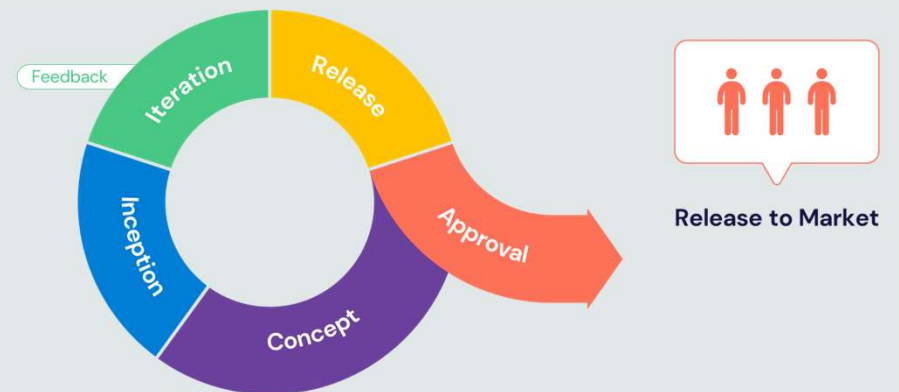 Feedback
Iteration
Release
Inception
Concept
Approval
Release to Market